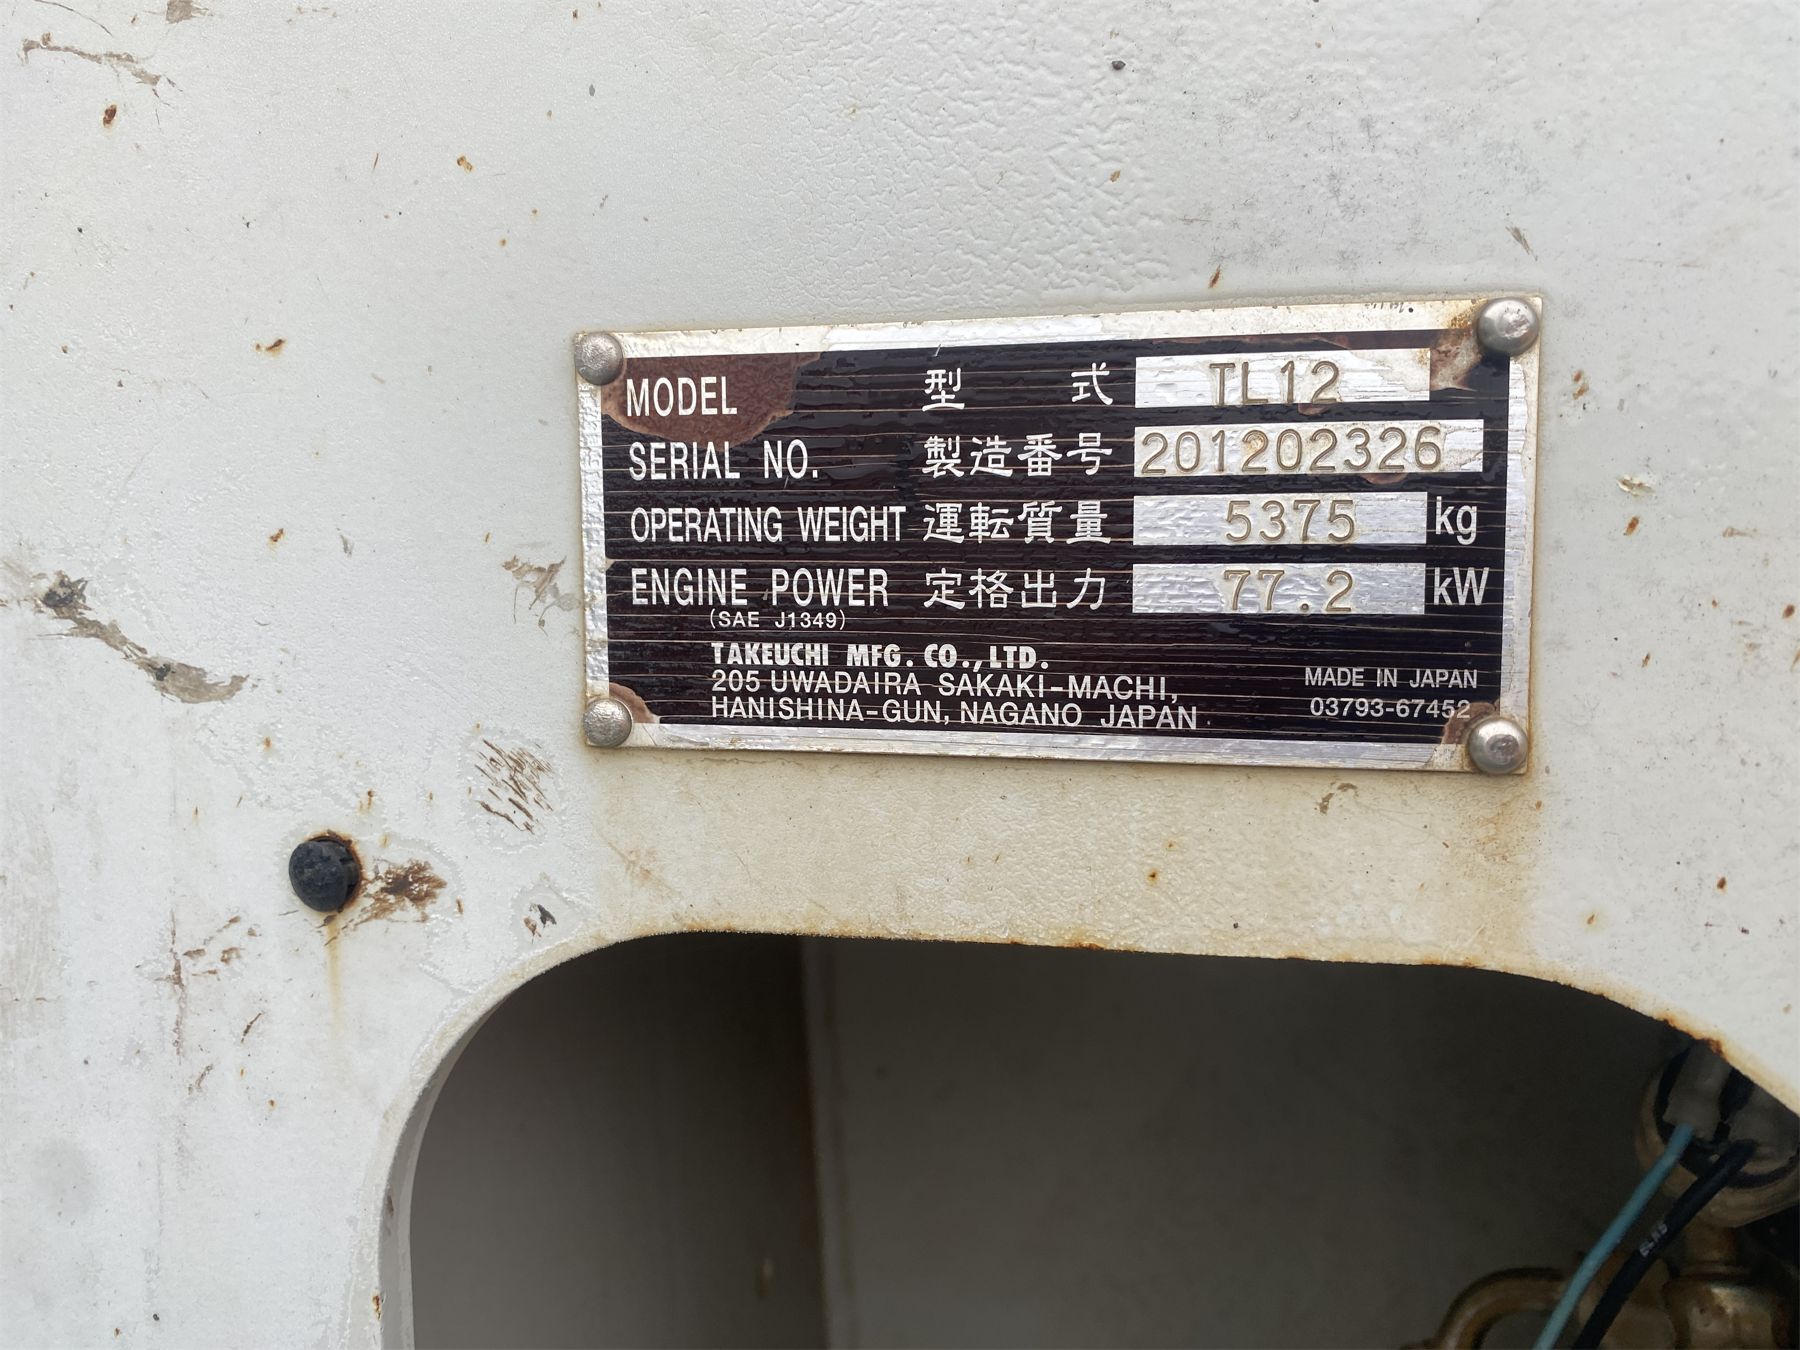 MODEL 型 式 TL12
SERIAL NO. 製造番号 201202326
OPERATING WEIGHT 運転質量 5375 kg
ENGINE POWER 定格出力 77.2 kW
(SAE J1349)
TAKEUCHI MFG. CO., LTD.
205 UWADAIRA SAKAKI-MACHI,
HANISHINA-GUN, NAGANO JAPAN
MADE IN JAPAN
03793-67452